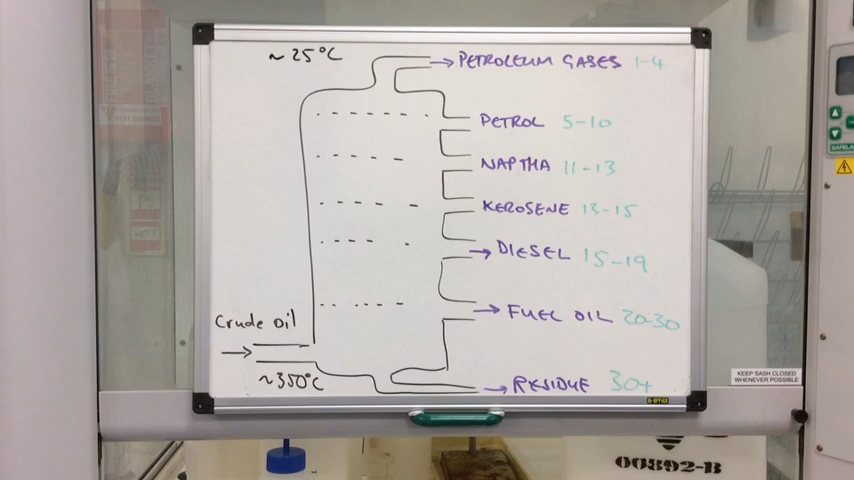 ~25°C
→PETROLEUM GASES 1-4
PETROL 5-10
NAPTHA 11-13
KEROSENE 13-15
→DIESEL 15-19
Crude oil
→FUEL OIL 20-30
→
~350°C
→RESIDUE 30+
KEEP SASH CLOSED
WHENEVER POSSIBLE
00892-B